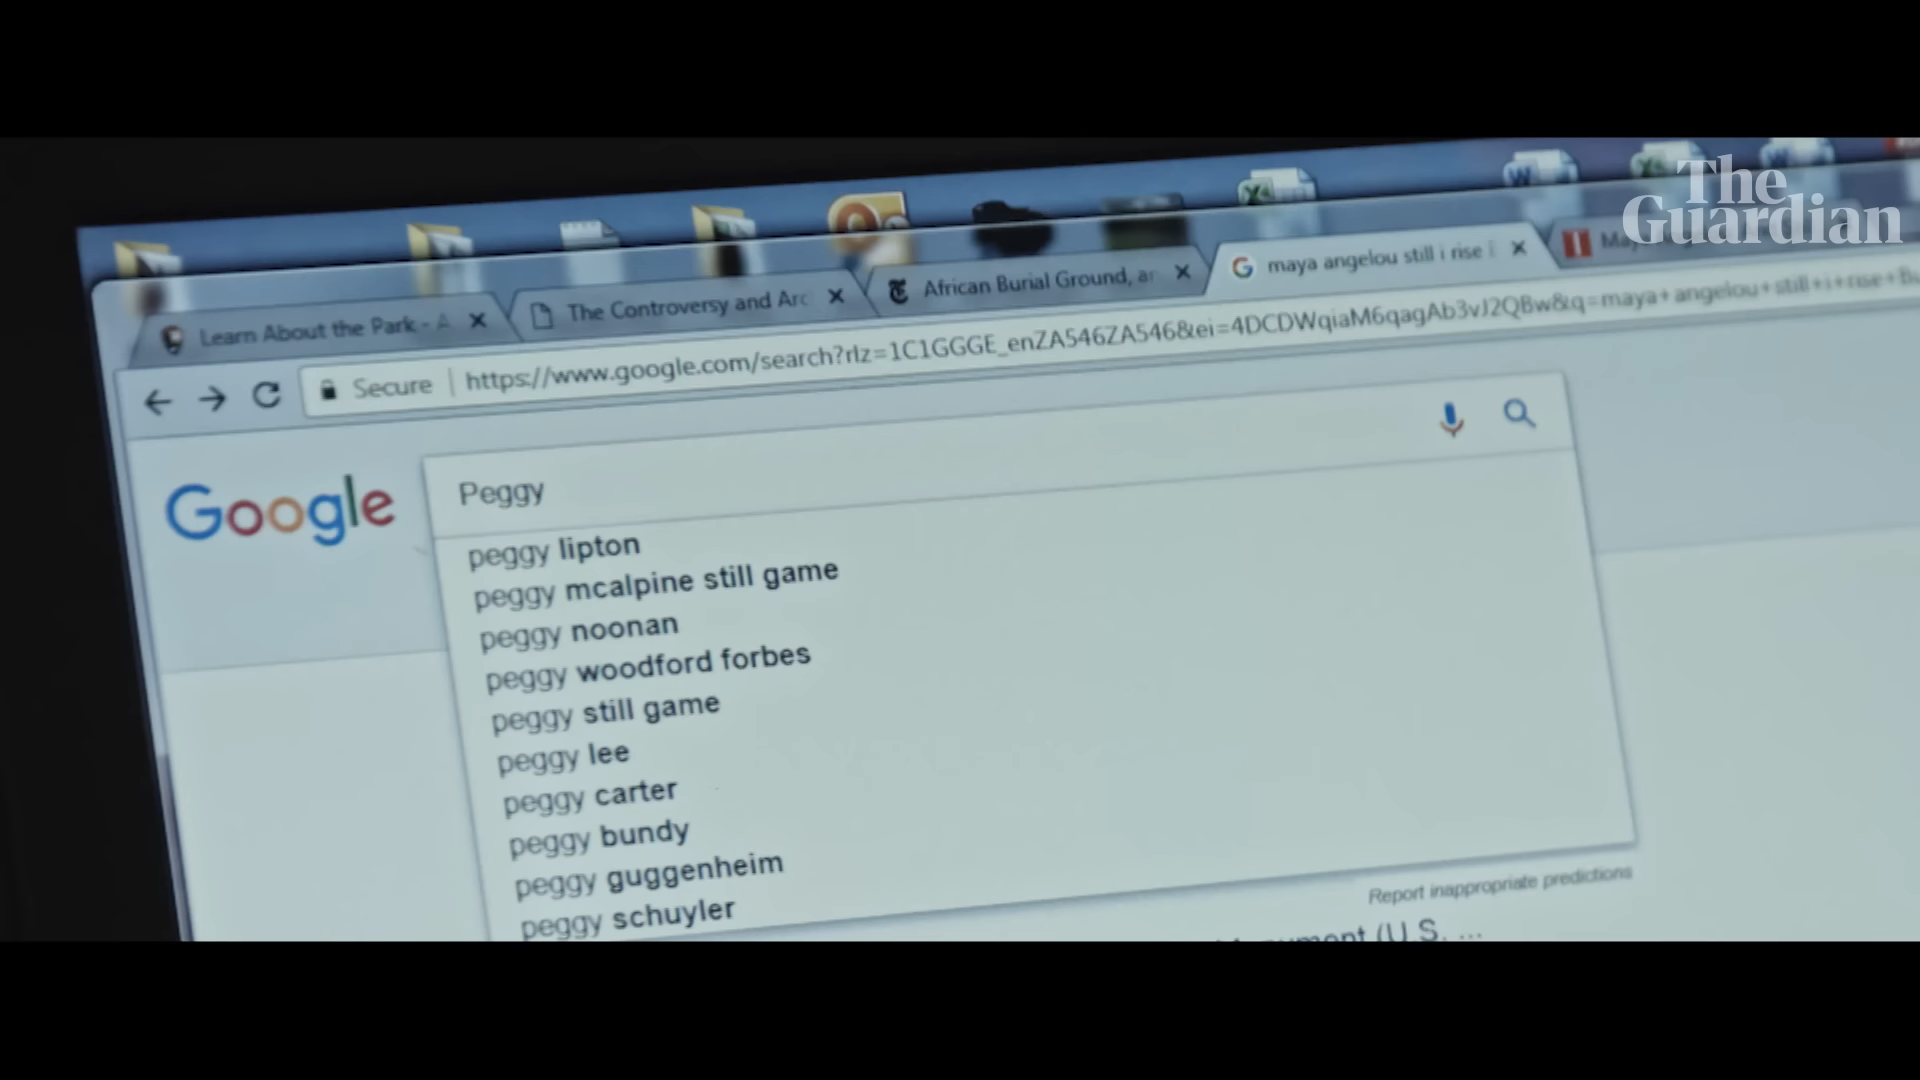 The
Guardian
Learn About the Park - A
The Controversy and Arc
African Burial Ground, ar
maya angelou still i rise
Secure
https://www.google.com/search?rlz=1C1GGGE_enZA546ZA546&ei=4DCDWqiaM6qagAb3vJ2QBw&q=maya+angelou+still+i+rise+
Google
Peggy
peggy lipton
peggy mcalpine still game
peggy noonan
peggy woodford forbes
peggy still game
peggy lee
peggy carter
peggy bundy
peggy guggenheim
peggy schuyler
Report inappropriate predictions
(U.S. ...